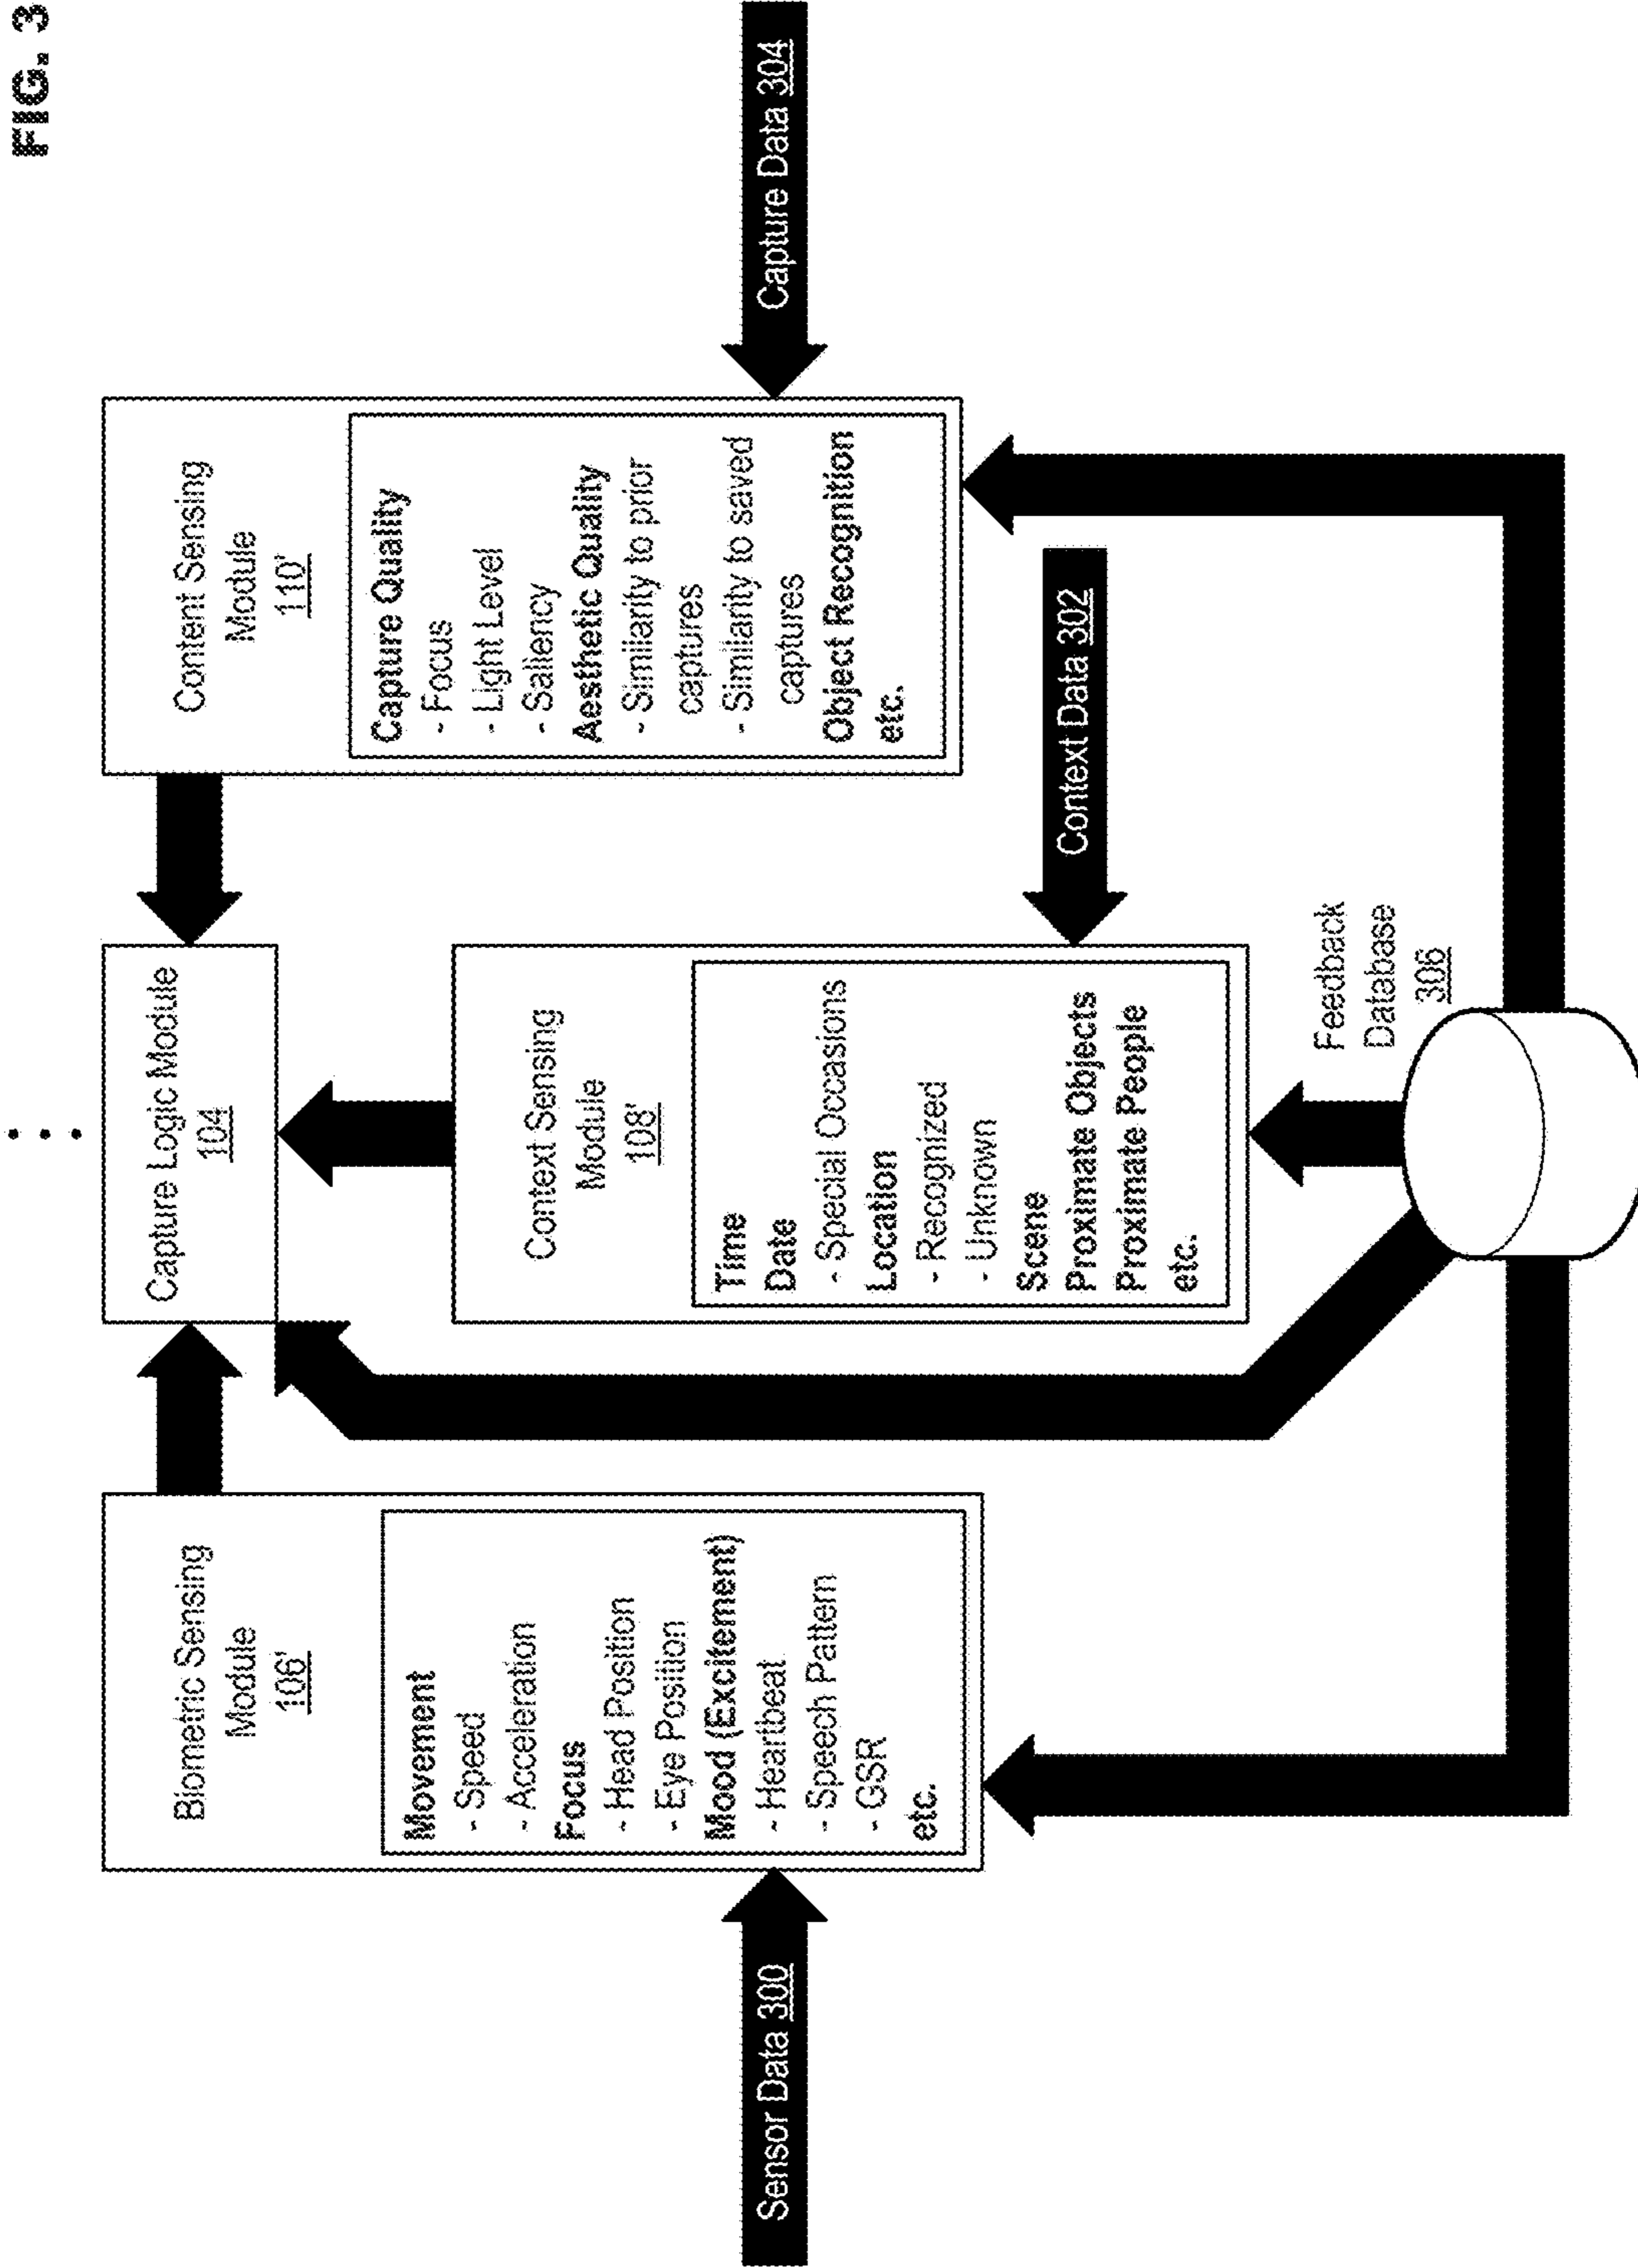 FIG. 3
Biometric Sensing
Module
106'
Movement
- Speed
- Acceleration
Focus
- Head Position
- Eye Position
Mood (Excitement)
- Heartbeat
- Speech Pattern
- GSR
etc.
Sensor Data 300
Capture Logic Module
104
Context Sensing
Module
108'
Time
Date
- Special Occasions
Location
- Recognized
- Unknown
Scene
Proximate Objects
Proximate People
etc.
Context Data 302
Feedback
Database
306
Content Sensing
Module
110'
Capture Quality
- Focus
- Light Level
- Saliency
Aesthetic Quality
- Similarity to prior
captures
- Similarity to saved
captures
Object Recognition
etc.
Capture Data 304